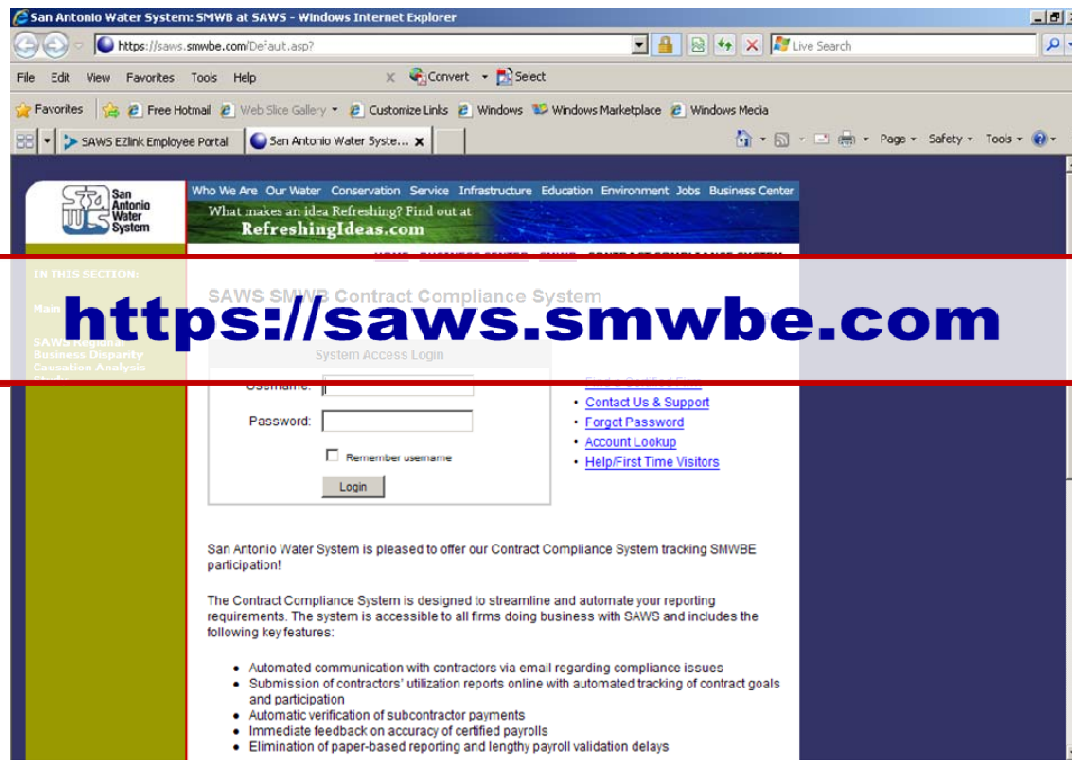 San Antonio Water System: SMWB at SAWS - Windows Internet Explorer
https://saws.smwbe.com/Default.asp?
Live Search
File Edit View Favorites Tools Help
Convert Select
Favorites Free Hotmail Web Slice Gallery Customize Links Windows Windows Marketplace Windows Media
SAWS EZlink Employee Portal San Antonio Water Syste...
Page Safety Tools
San
Antonio
Water
System
Who We Are Our Water Conservation Service Infrastructure Education Environment Jobs Business Center
What makes an idea Refreshing? Find out at
RefreshingIdeas.com
IN THIS SECTION:
Main
SAWS Regional
Business Disparity
Causation Analysis
SAWS SMWB Contract Compliance System
https://saws.smwbe.com
System Access Login
Username:
Password:
Remember username
Login
• Contact Us & Support
• Forgot Password
• Account Lookup
• Help/First Time Visitors
San Antonio Water System is pleased to offer our Contract Compliance System tracking SMWBE
participation!
The Contract Compliance System is designed to streamline and automate your reporting
requirements. The system is accessible to all firms doing business with SAWS and includes the
following key features:
• Automated communication with contractors via email regarding compliance issues
• Submission of contractors' utilization reports online with automated tracking of contract goals
and participation
• Automatic verification of subcontractor payments
• Immediate feedback on accuracy of certified payrolls
• Elimination of paper-based reporting and lengthy payroll validation delays